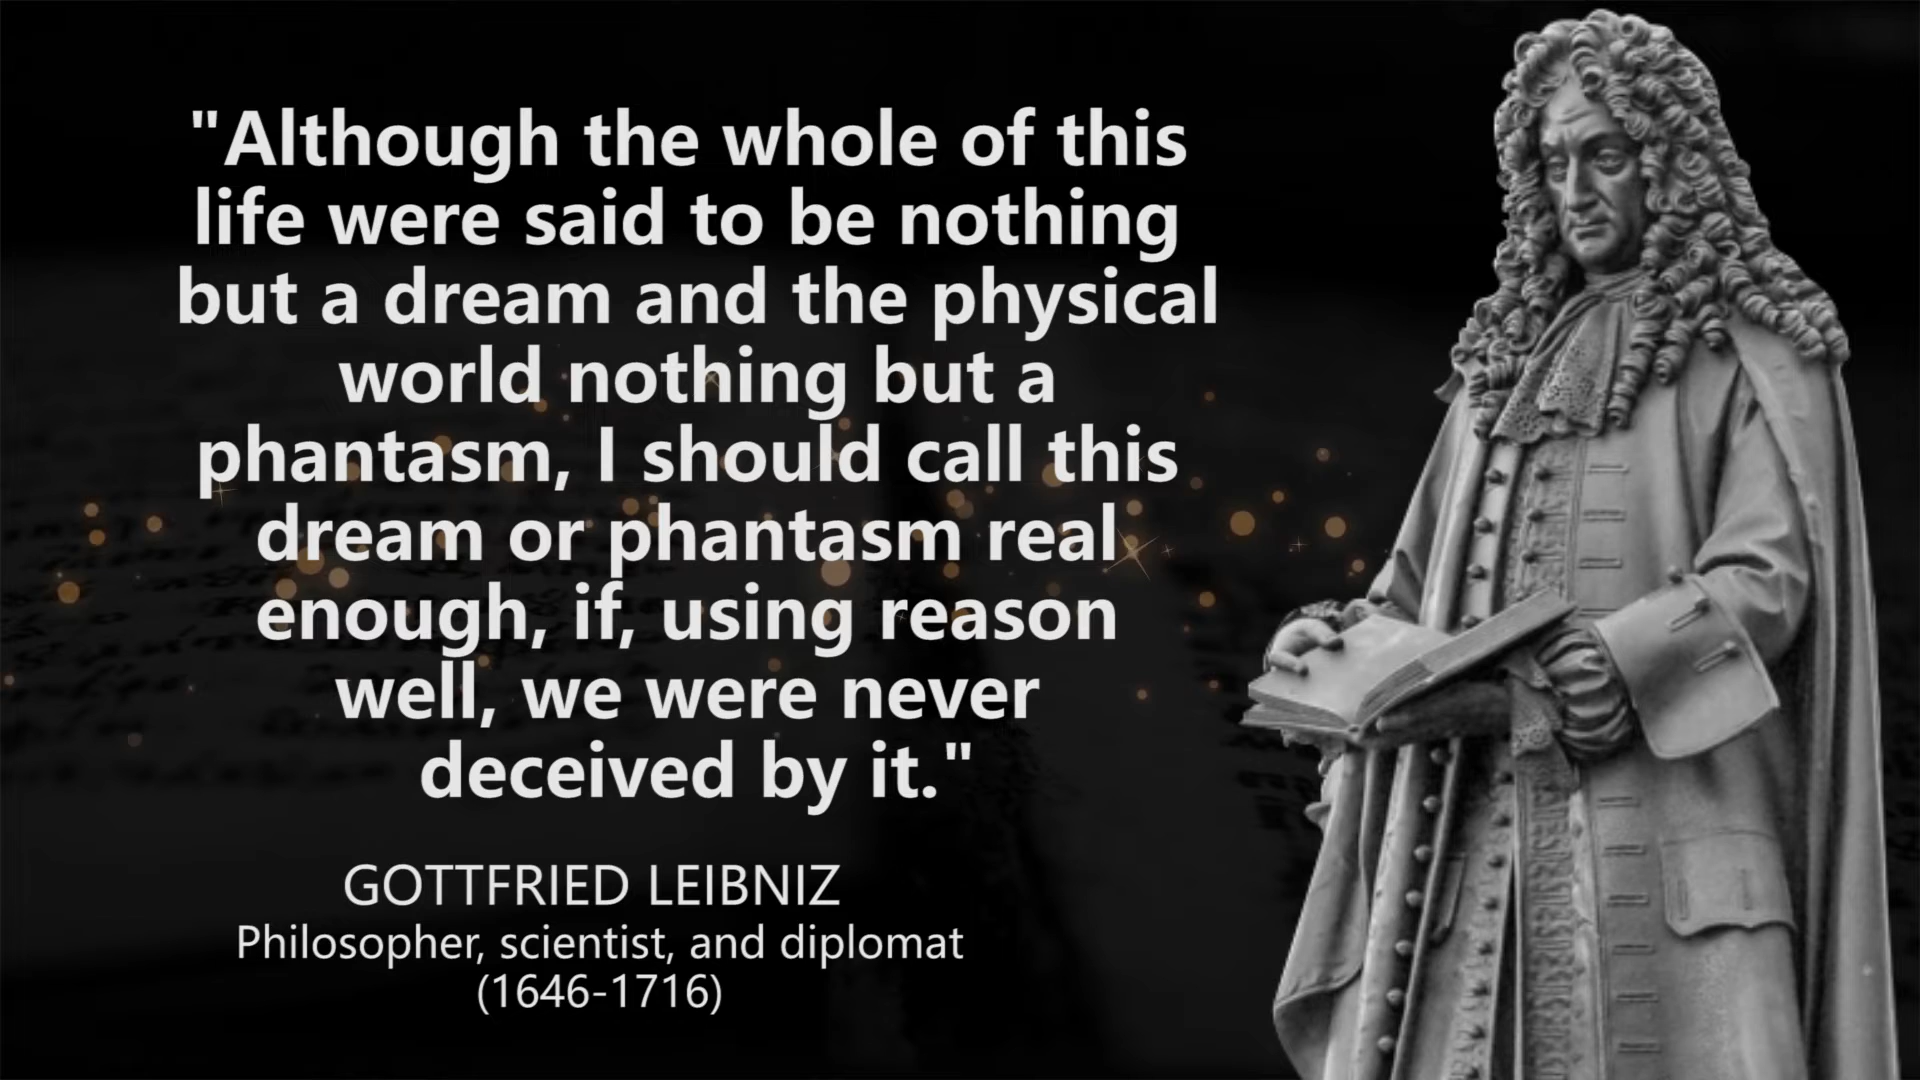 "Although the whole of this
life were said to be nothing
but a dream and the physical
world nothing but a
phantasm, I should call this
dream or phantasm real
enough, if, using reason
well, we were never
deceived by it."
GOTTFRIED LEIBNIZ
Philosopher, scientist, and diplomat
(1646-1716)